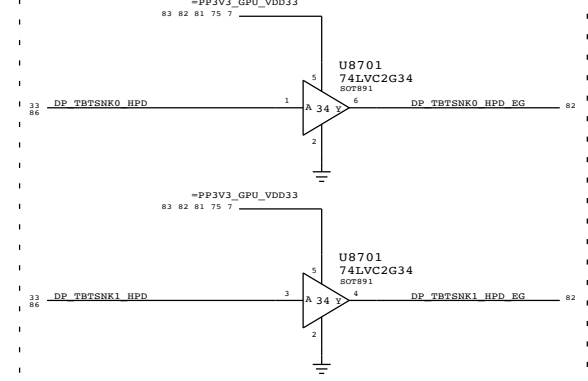 =PP3V3_GPU_VDD33
83 82 81 75 7
U8701
74LVC2G34
SOT891
5
33
86
DP_TBTSNK0_HPD
1
A 34 Y
6
DP_TBTSNK0_HPD_EG
82
2
=PP3V3_GPU_VDD33
83 82 81 75 7
U8701
74LVC2G34
SOT891
5
33
86
DP_TBTSNK1_HPD
3
A 34 Y
4
DP_TBTSNK1_HPD_EG
82
2